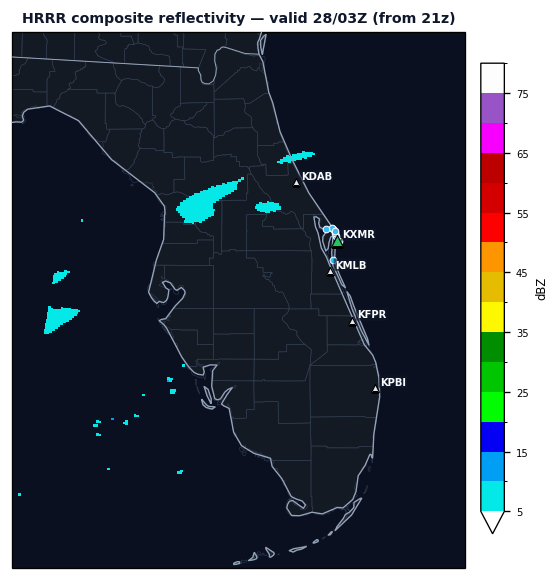 HRRR composite reflectivity — valid 28/03Z (from 21z)
KDAB
KXMR
KMLB
KFPR
KPBI
75
65
55
45
35
25
15
5
dBZ